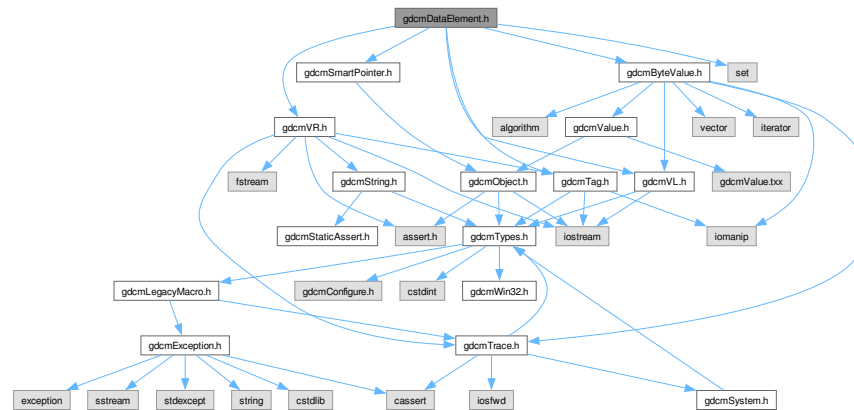 gdcmDataElement.h
gdcmSmartPointer.h
gdcmByteValue.h
set
algorithm
gdcmValue.h
vector
iterator
gdcmVR.h
fstream
gdcmString.h
gdcmObject.h
gdcmTag.h
gdcmVL.h
gdcmValue.txx
gdcmStaticAssert.h
assert.h
gdcmTypes.h
iostream
iomanip
gdcmLegacyMacro.h
gdcmConfigure.h
cstdint
gdcmWin32.h
gdcmException.h
gdcmTrace.h
exception
sstream
stdexcept
string
cstdlib
cassert
iosfwd
gdcmSystem.h